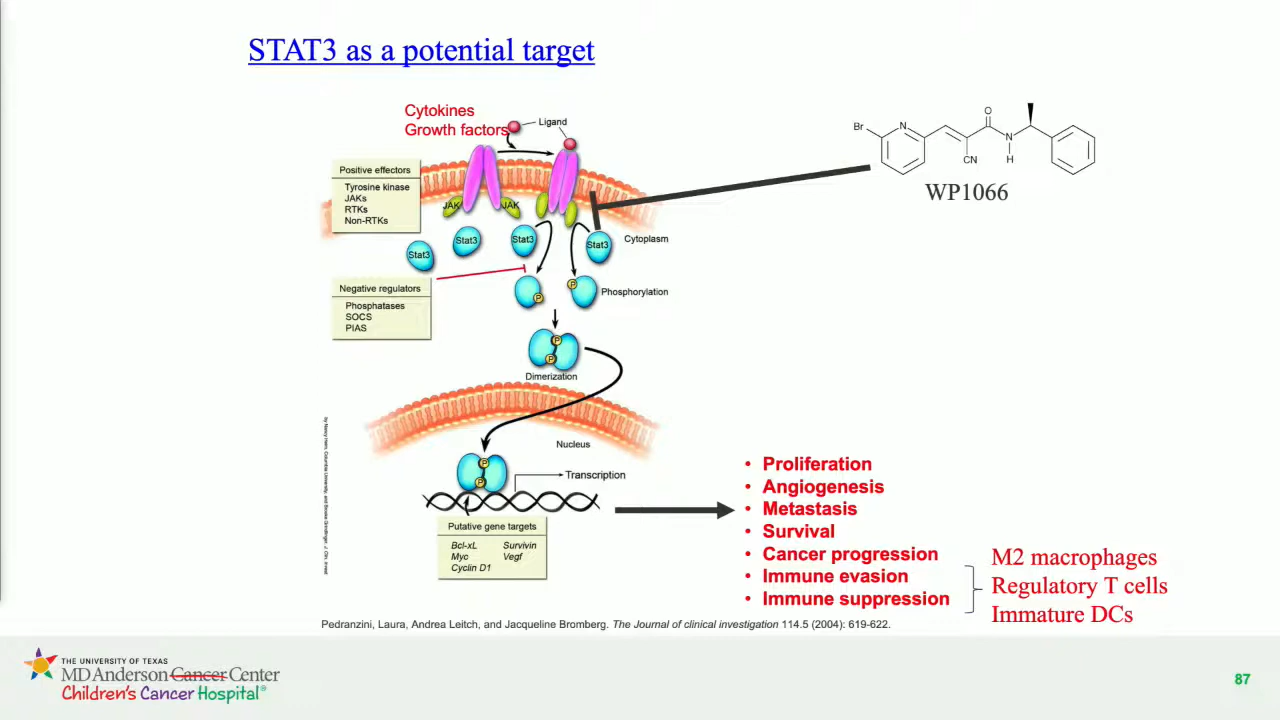 STAT3 as a potential target
Cytokines
Growth factors
Ligand
Positive effectors
Tyrosine kinase
JAKs
RTKs
Non-RTKs
JAK
JAK
Stat3
Stat3
Stat3
Stat3
Cytoplasm
Negative regulators
Phosphatases
SOCS
PIAS
P
P
Phosphorylation
P
P
Dimerization
Nucleus
P
P
Transcription
Putative gene targets
Bcl-xL Survivin
Myc Vegf
Cyclin D1
Br
N
O
CN
N
H
WP1066
• Proliferation
• Angiogenesis
• Metastasis
• Survival
• Cancer progression
• Immune evasion
• Immune suppression
M2 macrophages
Regulatory T cells
Immature DCs
Pedranzini, Laura, Andrea Leitch, and Jacqueline Bromberg. The Journal of clinical investigation 114.5 (2004): 619-622.
THE UNIVERSITY OF TEXAS
MD Anderson Cancer Center
Children's Cancer Hospital®
87